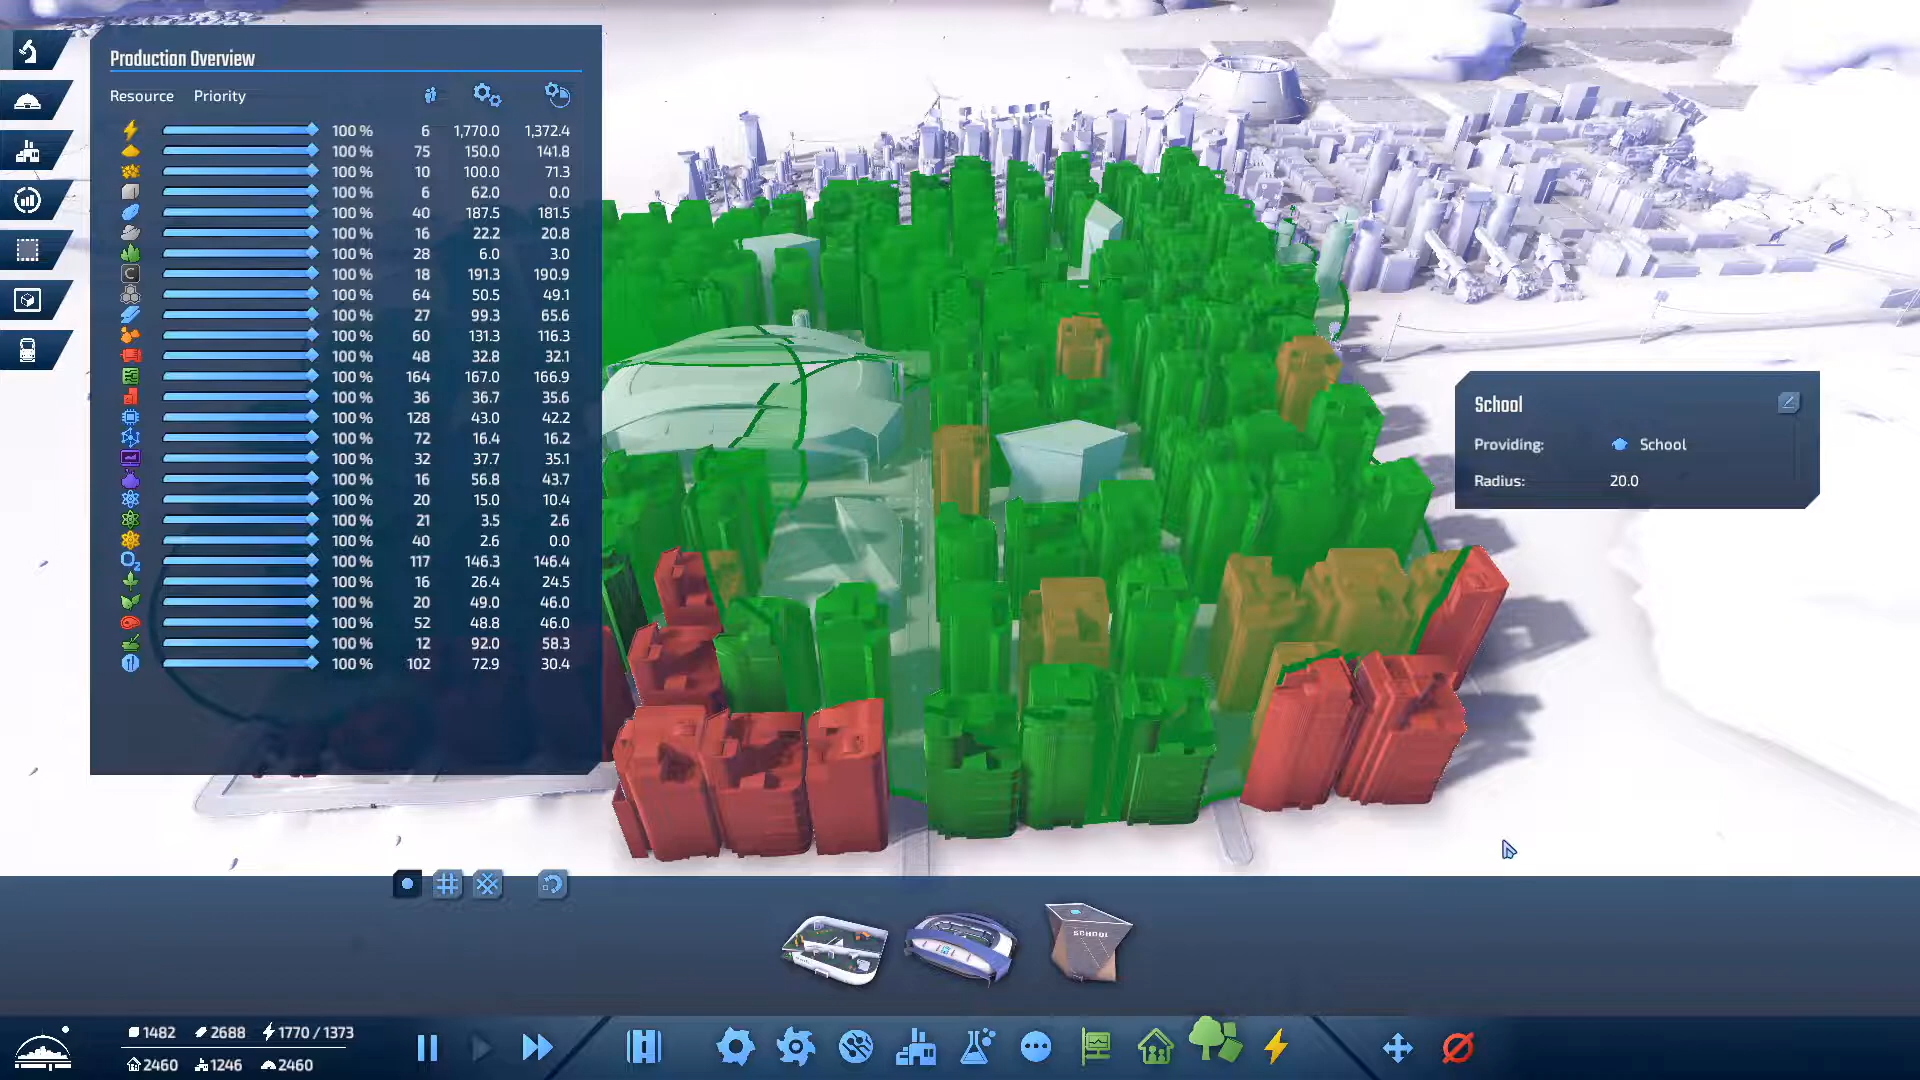 Production Overview
Resource Priority
100 % 6 1,770.0 1,372.4
100 % 75 150.0 141.8
100 % 10 100.0 71.3
100 % 6 62.0 0.0
100 % 40 187.5 181.5
100 % 16 22.2 20.8
100 % 28 6.0 3.0
C 100 % 18 191.3 190.9
100 % 64 50.5 49.1
100 % 27 99.3 65.6
100 % 60 131.3 116.3
100 % 48 32.8 32.1
100 % 164 167.0 166.9
100 % 36 36.7 35.6
100 % 128 43.0 42.2
100 % 72 16.4 16.2
100 % 32 37.7 35.1
100 % 16 56.8 43.7
100 % 20 15.0 10.4
100 % 21 3.5 2.6
100 % 40 2.6 0.0
O2 100 % 117 146.3 146.4
100 % 16 26.4 24.5
100 % 20 49.0 46.0
100 % 52 48.8 46.0
100 % 12 92.0 58.3
100 % 102 72.9 30.4
School
Providing: School
Radius: 20.0
SCHOOL
1482 2688 1770 / 1373
2460 1246 2460